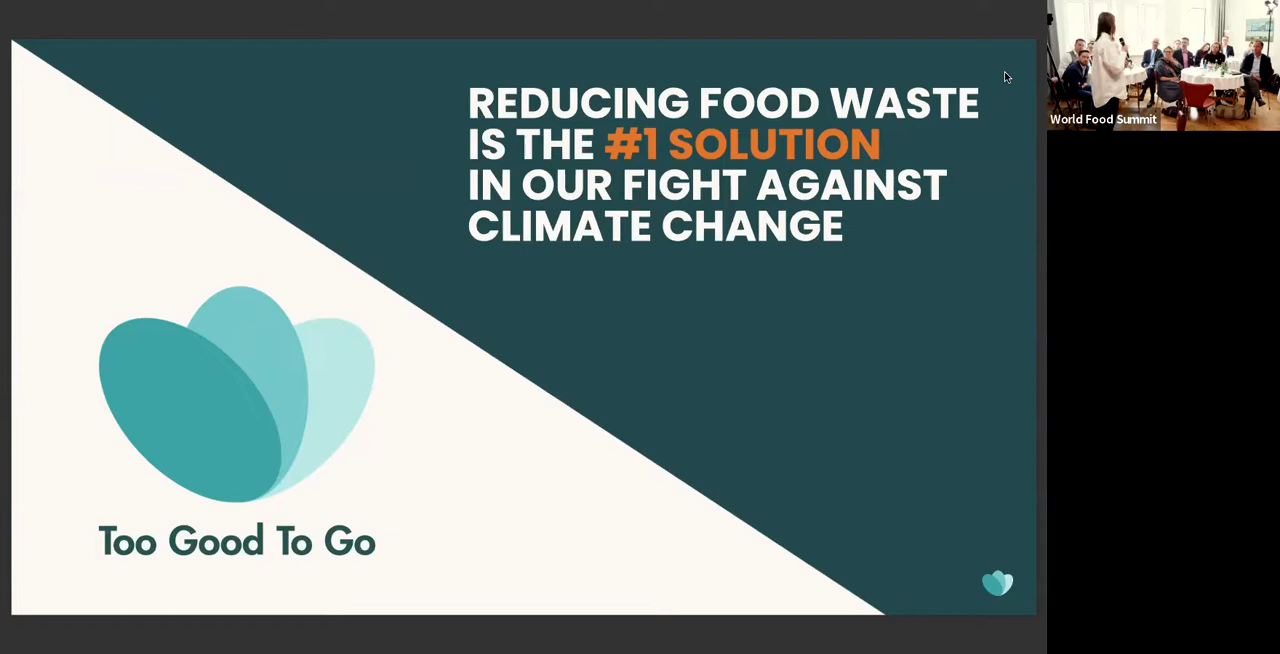 REDUCING FOOD WASTE
IS THE #1 SOLUTION
IN OUR FIGHT AGAINST
CLIMATE CHANGE
Too Good To Go
World Food Summit